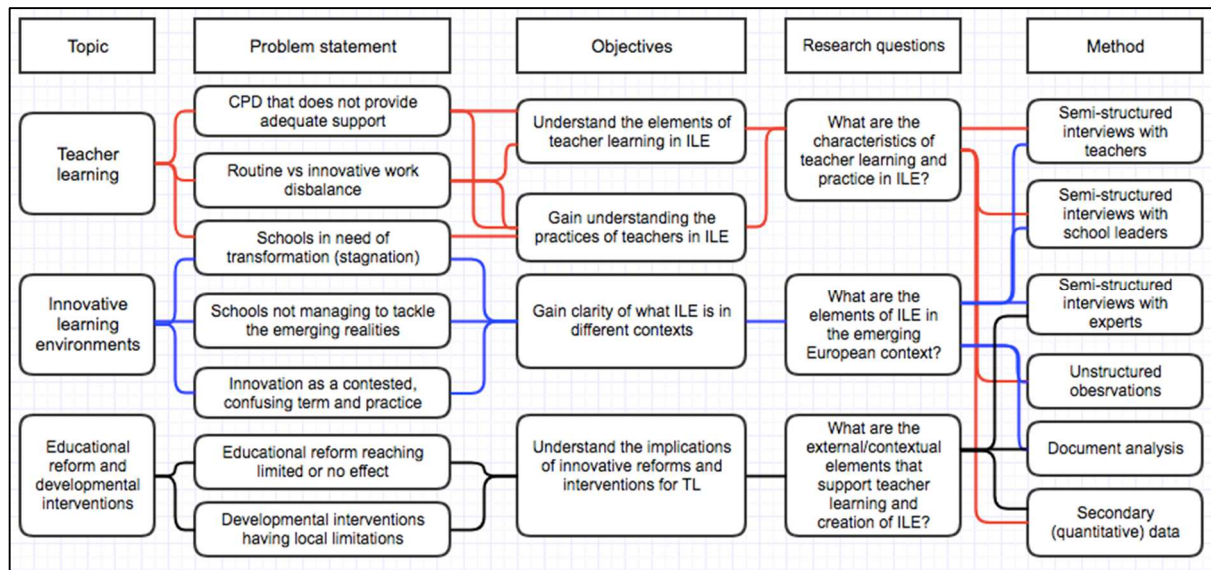 Topic
Problem statement
Objectives
Research questions
Method
Teacher
learning
Innovative
learning
environments
Educational
reform and
developmental
interventions
CPD that does not provide
adequate support
Routine vs innovative work
disbalance
Schools in need of
transformation (stagnation)
Schools not managing to tackle
the emerging realities
Innovation as a contested,
confusing term and practice
Educational reform reaching
limited or no effect
Developmental interventions
having local limitations
Understand the elements of
teacher learning in ILE
Gain understanding the
practices of teachers in ILE
Gain clarity of what ILE is in
different contexts
Understand the implications
of innovative reforms and
interventions for TL
What are the
characteristics of
teacher learning and
practice in ILE?
What are the
elements of ILE in
the emerging
European context?
What are the
external/contextual
elements that
support teacher
learning and
creation of ILE?
Semi-structured
interviews with
teachers
Semi-structured
interviews with
school leaders
Semi-structured
interviews with
experts
Unstructured
obesrvations
Document analysis
Secondary
(quantitative) data